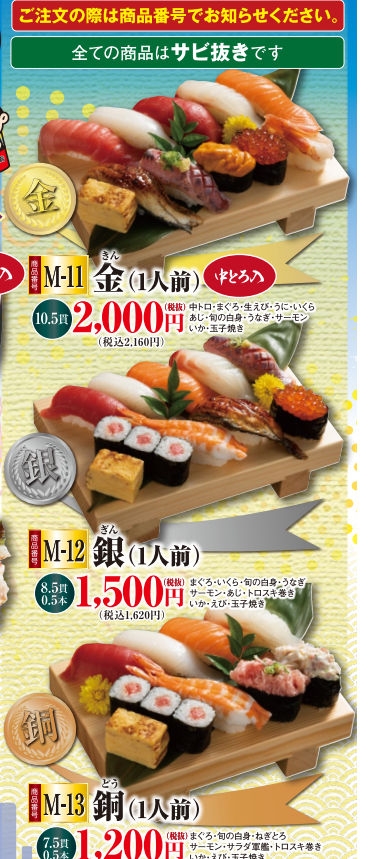 ご注文の際は商品番号でお知らせください。
全ての商品はサビ抜きです
金
商品番号 M-11 金(1人前) 中とろ入
きん
10.5貫 2,000円(税抜)
(税込2,160円)
中トロ・まぐろ・生えび・うに・いくら
あじ・旬の白身・うなぎ・サーモン
いか・玉子焼き
銀
ぎん
商品番号 M-12 銀(1人前)
8.5貫
0.5本
1,500円(税抜)
(税込1,620円)
まぐろ・いくら・旬の白身・うなぎ
サーモン・あじ・トロスキ巻き
いか・えび・玉子焼き
銅
どう
商品番号 M-13 銅(1人前)
7.5貫
0.5本
1,200円(税抜)
まぐろ・旬の白身・ねぎとろ
サーモン・サラダ軍艦・トロスキ巻き
いか・えび・玉子焼き